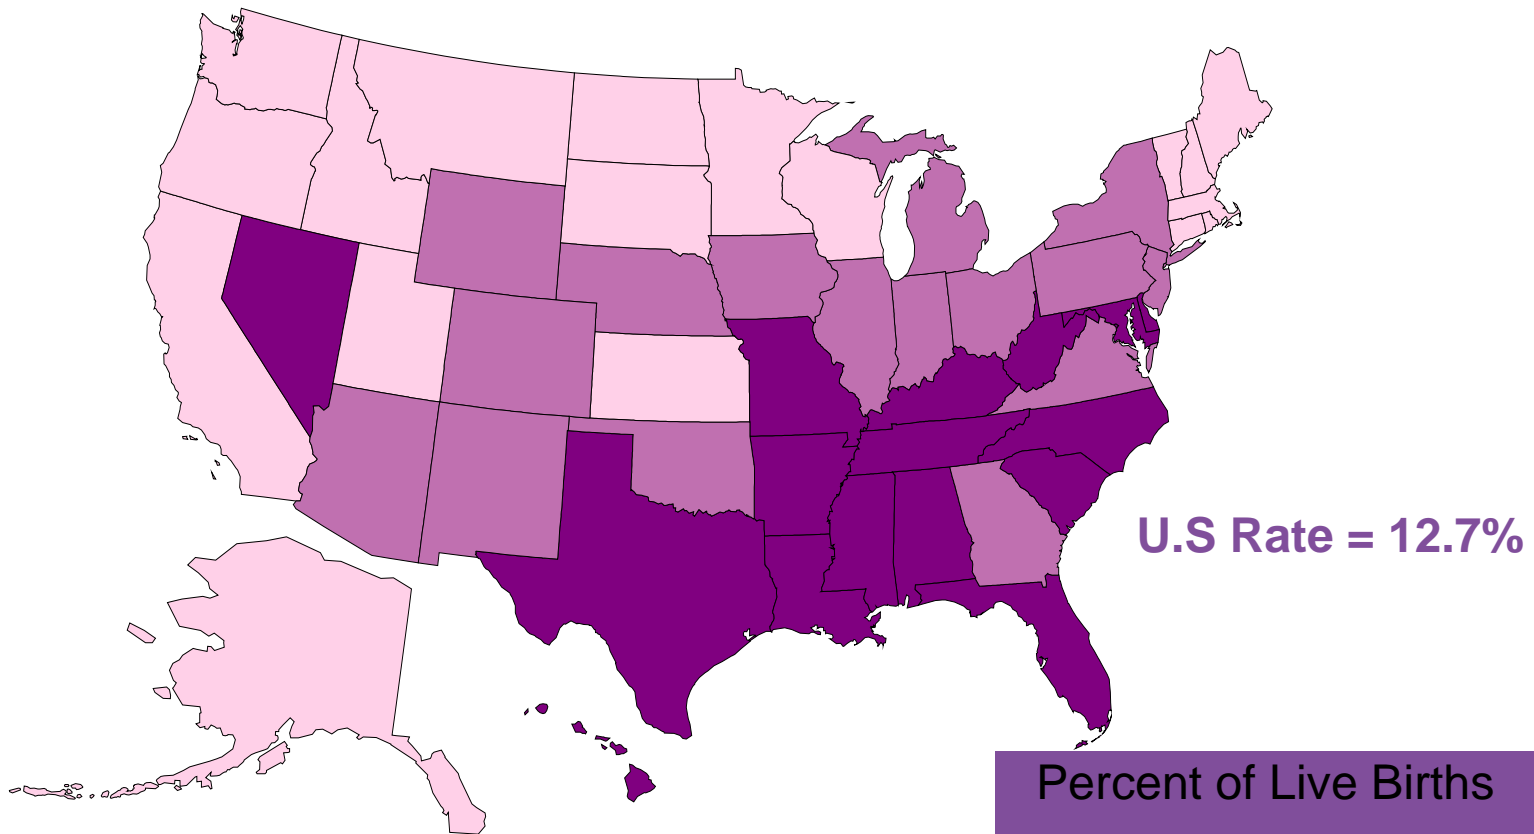 U.S Rate = 12.7%
Percent of Live Births